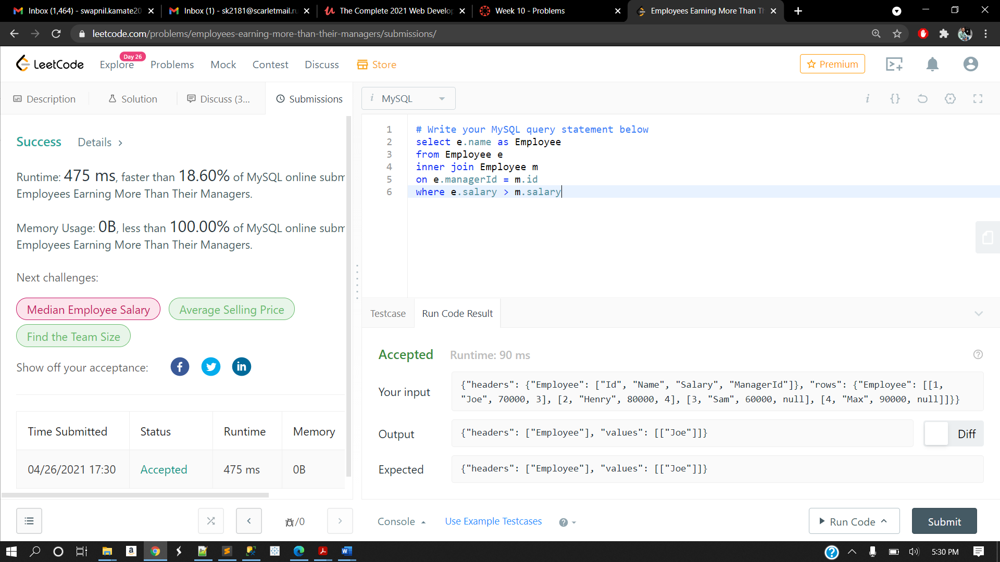 Inbox (1,464) - swapnil.kamate20
Inbox (1) - sk2181@scarletmail.ru
The Complete 2021 Web Develop
Week 10 - Problems
Employees Earning More Than Th
leetcode.com/problems/employees-earning-more-than-their-managers/submissions/
LeetCode
Explore
Day 26
Problems
Mock
Contest
Discuss
Store
Premium
Description
Solution
Discuss (3...
Submissions
i MySQL
i {}
Success
Details >
Runtime: 475 ms, faster than 18.60% of MySQL online subm
Employees Earning More Than Their Managers.
Memory Usage: 0B, less than 100.00% of MySQL online subm
Employees Earning More Than Their Managers.
Next challenges:
Median Employee Salary
Average Selling Price
Find the Team Size
Show off your acceptance:
Time Submitted Status Runtime Memory
04/26/2021 17:30 Accepted 475 ms 0B
1 # Write your MySQL query statement below
2 select e.name as Employee
3 from Employee e
4 inner join Employee m
5 on e.managerId = m.id
6 where e.salary > m.salary
Testcase
Run Code Result
Accepted
Runtime: 90 ms
Your input
{"headers": {"Employee": ["Id", "Name", "Salary", "ManagerId"]}, "rows": {"Employee": [[1,
"Joe", 70000, 3], [2, "Henry", 80000, 4], [3, "Sam", 60000, null], [4, "Max", 90000, null]]}}
Output
{"headers": ["Employee"], "values": [["Joe"]]}
Diff
Expected
{"headers": ["Employee"], "values": [["Joe"]]}
/0
Console
Use Example Testcases
Run Code
Submit
5:30 PM